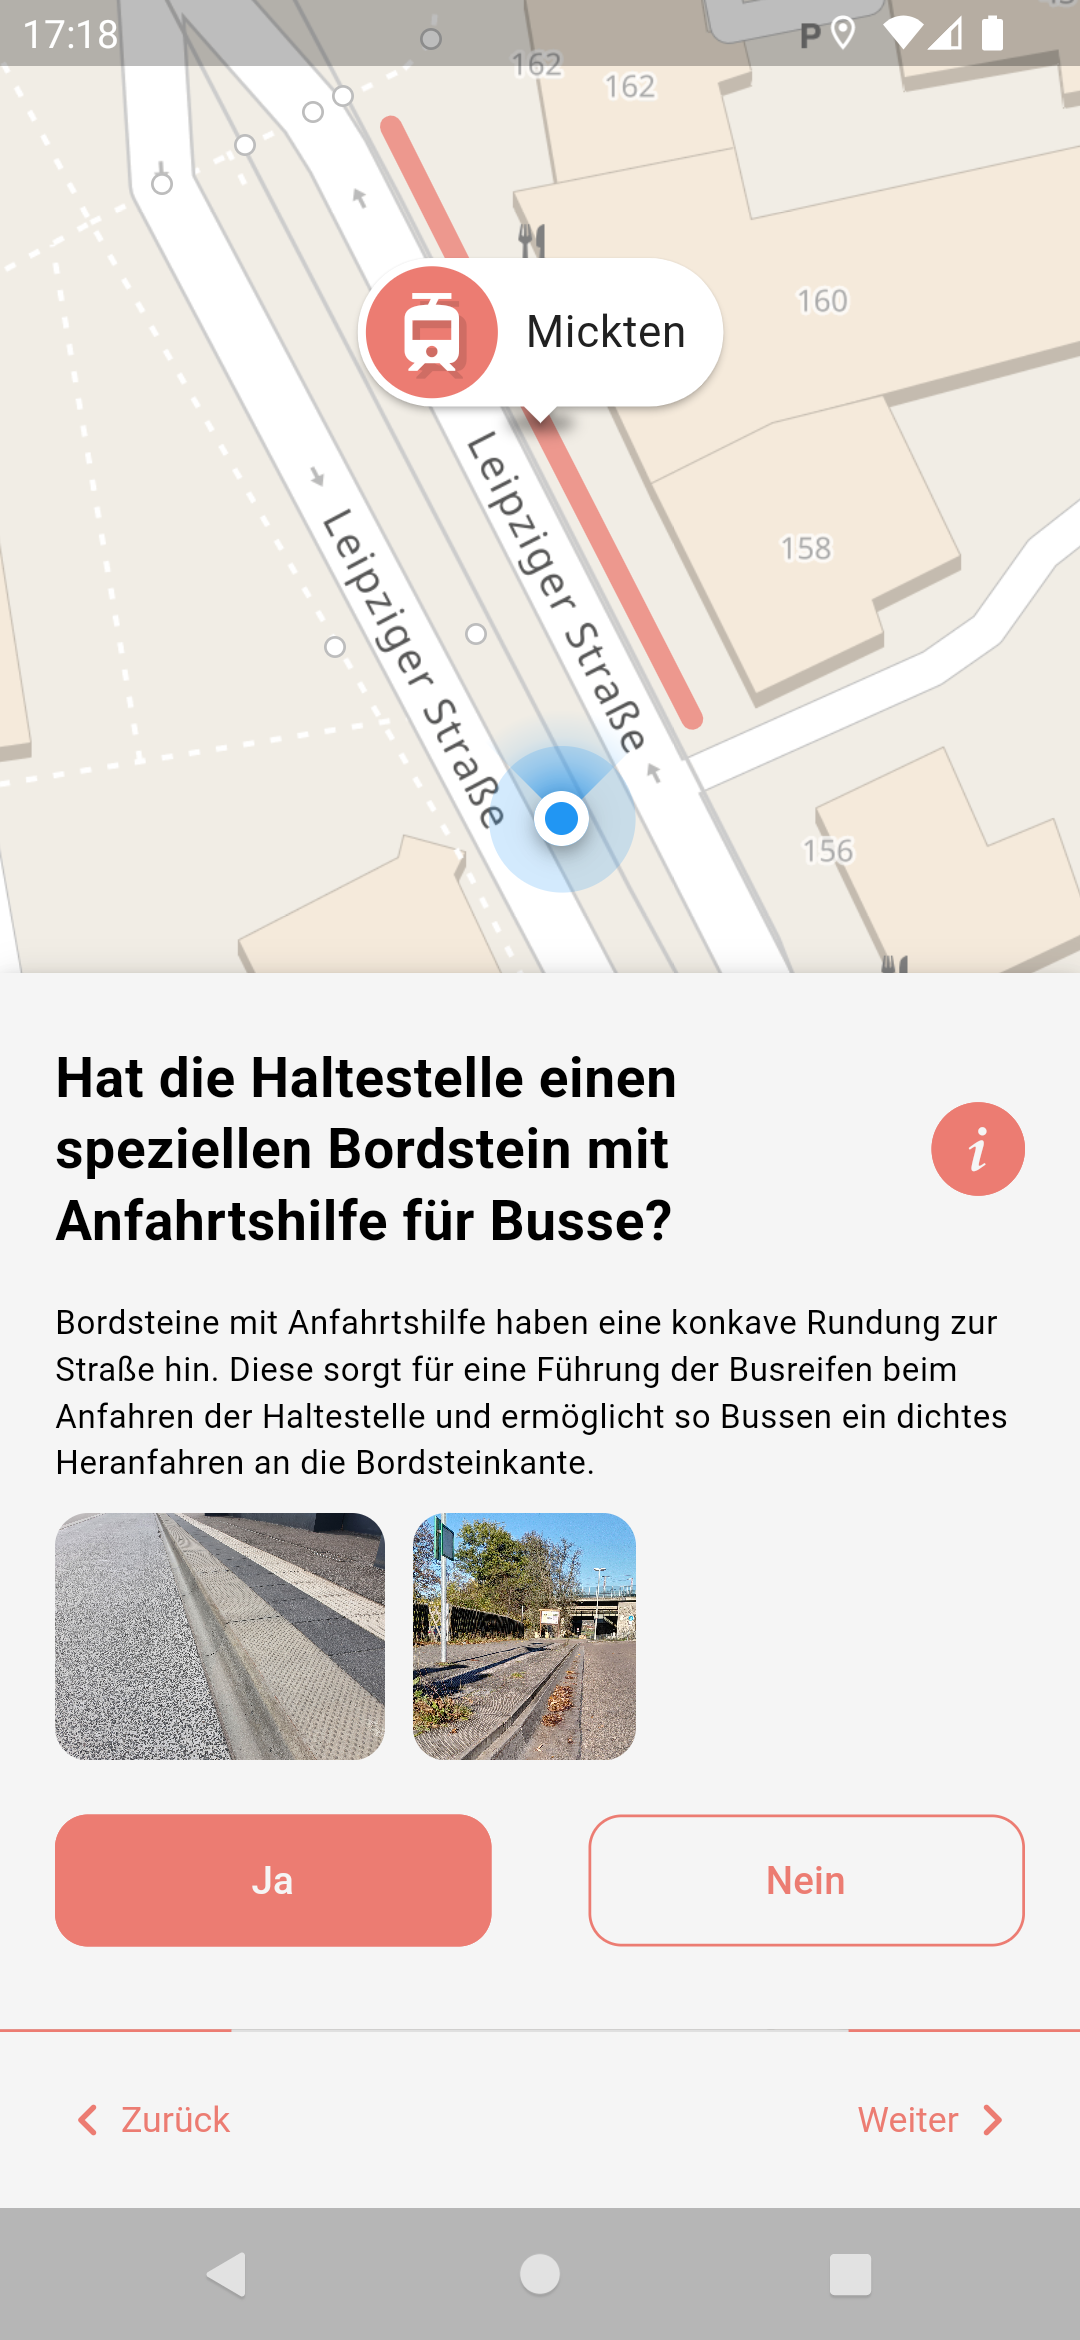 17:18
P
162
162
160
Mickten
Leipziger Straße
Leipziger Straße
158
156
Hat die Haltestelle einen
speziellen Bordstein mit
Anfahrtshilfe für Busse?
i
Bordsteine mit Anfahrtshilfe haben eine konkave Rundung zur
Straße hin. Diese sorgt für eine Führung der Busreifen beim
Anfahren der Haltestelle und ermöglicht so Bussen ein dichtes
Heranfahren an die Bordsteinkante.
Ja
Nein
Zurück
Weiter